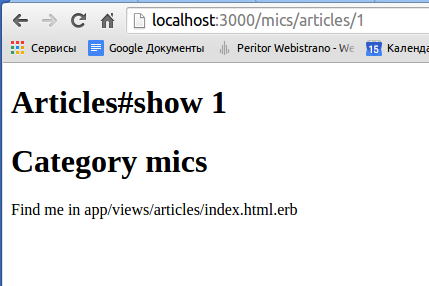 localhost:3000/mics/articles/1
Сервисы Google Документы Peritor Webistrano - We 15 Календа
Articles#show 1
Category mics
Find me in app/views/articles/index.html.erb